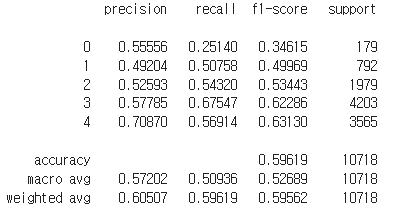 precision recall f1-score support
0 0.55556 0.25140 0.34615 179
1 0.49204 0.50758 0.49969 792
2 0.52593 0.54320 0.53443 1979
3 0.57785 0.67547 0.62286 4203
4 0.70870 0.56914 0.63130 3565
accuracy 0.59619 10718
macro avg 0.57202 0.50936 0.52689 10718
weighted avg 0.60507 0.59619 0.59562 10718